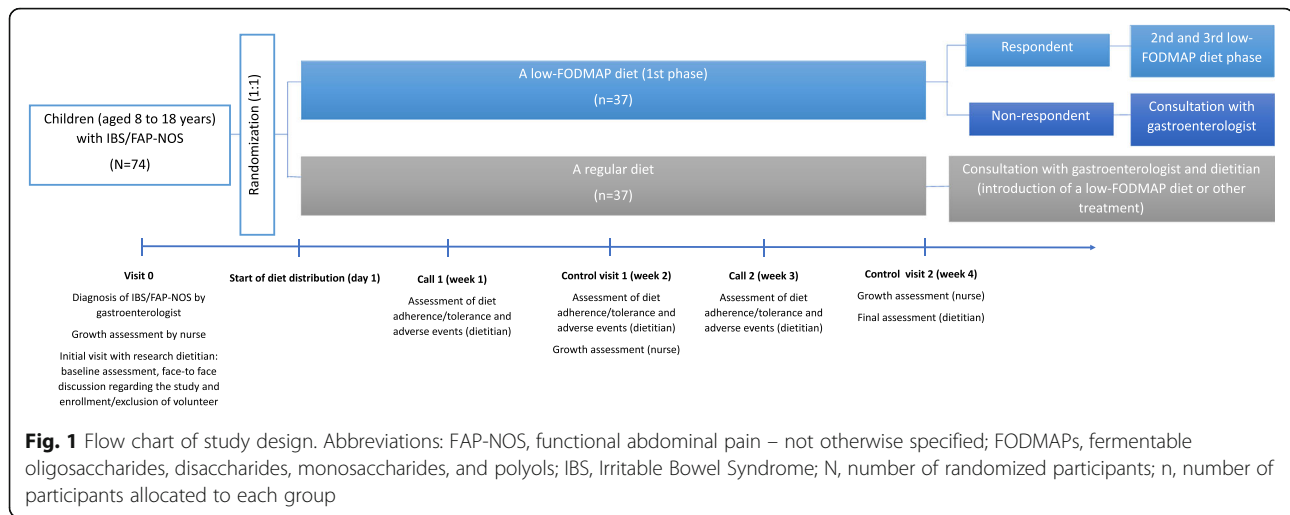 Children (aged 8 to 18 years)
with IBS/FAP-NOS
(N=74)
Randomization (1:1)
A low-FODMAP diet (1st phase)
(n=37)
Respondent
2nd and 3rd low-
FODMAP diet phase
Non-respondent
Consultation with
gastroenterologist
A regular diet
(n=37)
Consultation with gastroenterologist and dietitian
(introduction of a low-FODMAP diet or other
treatment)
Visit 0
Diagnosis of IBS/FAP-NOS by
gastroenterologist
Growth assessment by nurse
Initial visit with research dietitian:
baseline assessment, face-to face
discussion regarding the study and
enrollment/exclusion of volunteer
Start of diet distribution (day 1)
Call 1 (week 1)
Assessment of diet
adherence/tolerance and
adverse events (dietitian)
Control visit 1 (week 2)
Assessment of diet
adherence/tolerance and
adverse events (dietitian)
Growth assessment (nurse)
Call 2 (week 3)
Assessment of diet
adherence/tolerance and
adverse events (dietitian)
Control visit 2 (week 4)
Growth assessment (nurse)
Final assessment (dietitian)
Fig. 1 Flow chart of study design. Abbreviations: FAP-NOS, functional abdominal pain – not otherwise specified; FODMAPs, fermentable
oligosaccharides, disaccharides, monosaccharides, and polyols; IBS, Irritable Bowel Syndrome; N, number of randomized participants; n, number of
participants allocated to each group